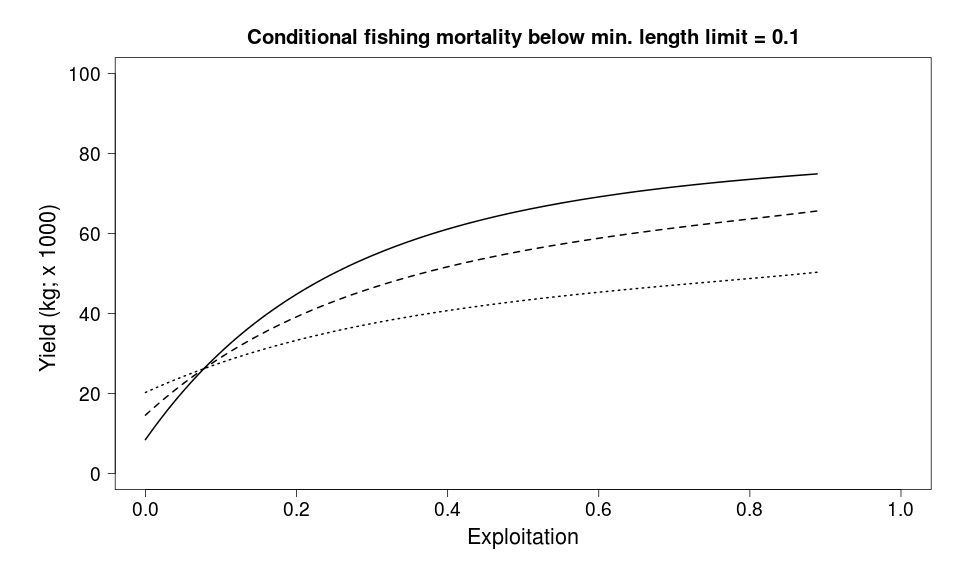 Conditional fishing mortality below min. length limit = 0.1
Yield (kg; x 1000)
100
80
60
40
20
0
0.0 0.2 0.4 0.6 0.8 1.0
Exploitation